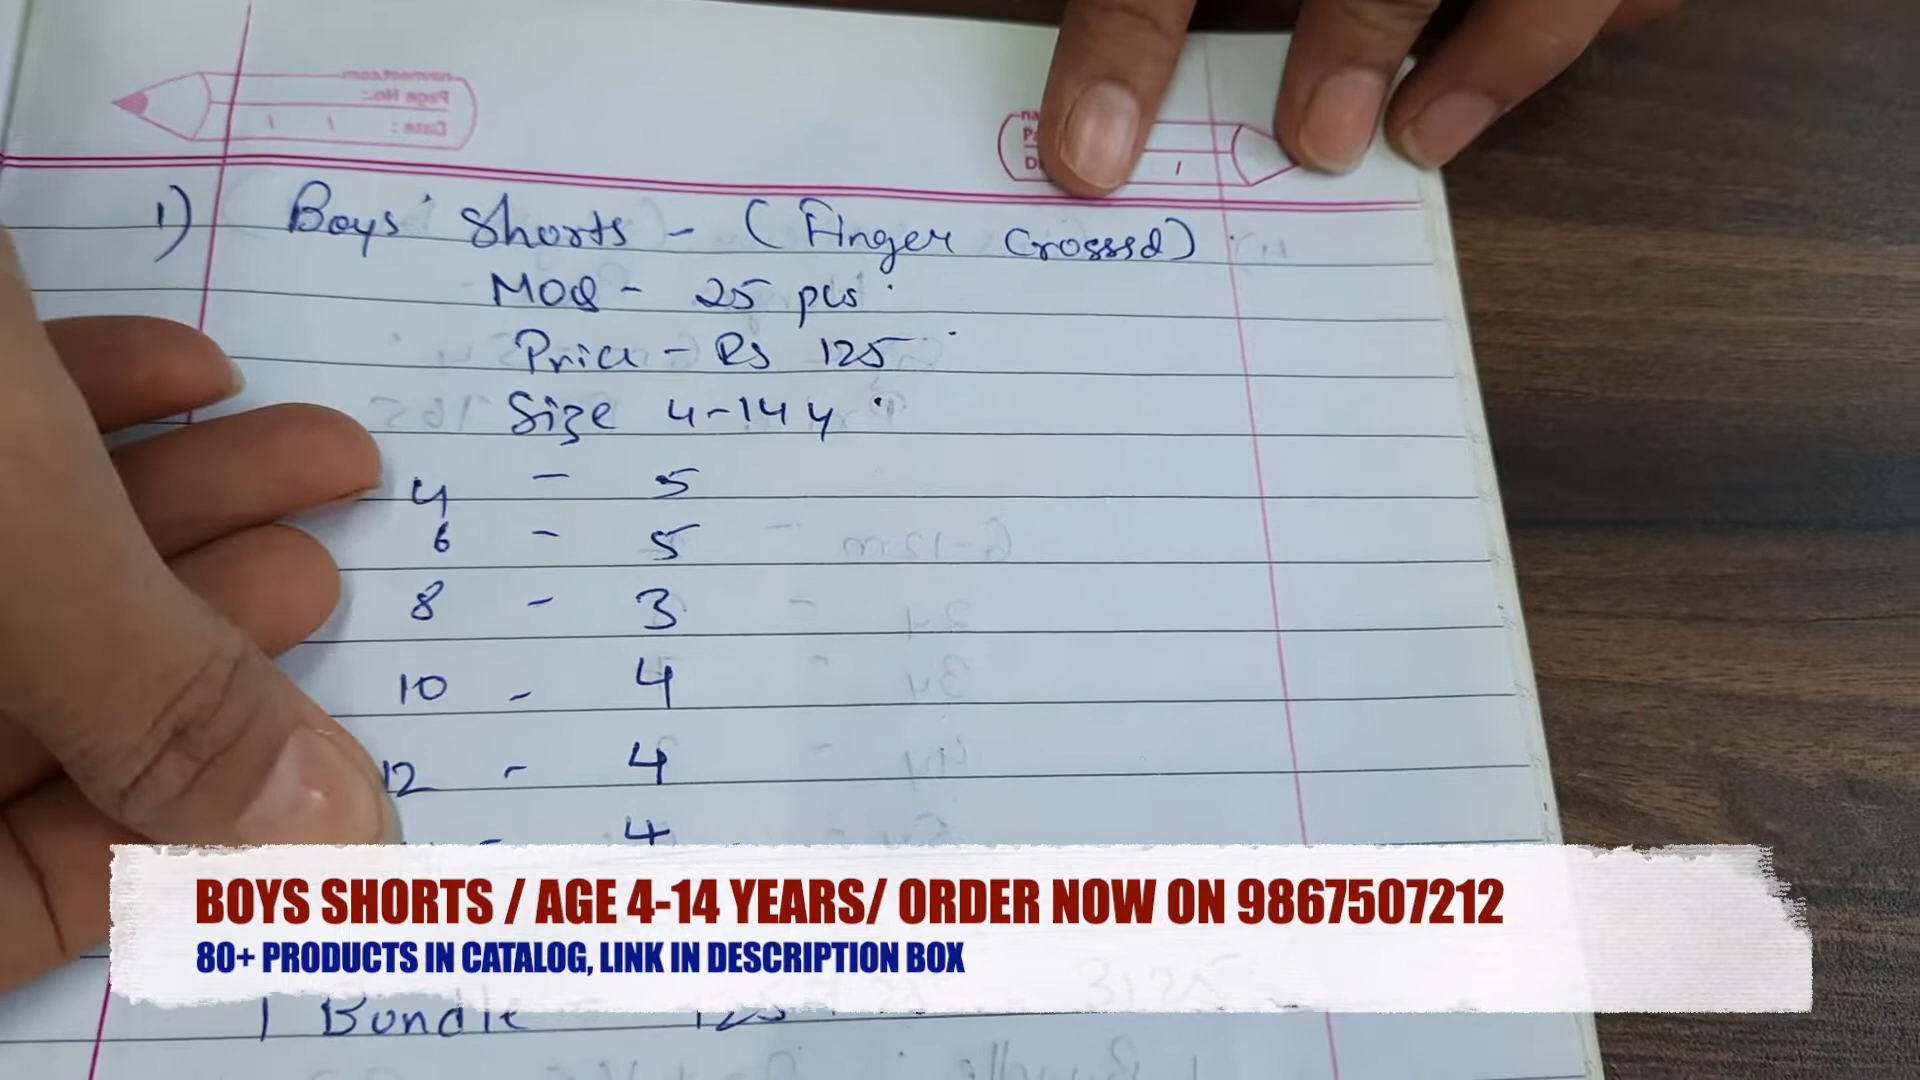 1) Boys' Shorts - (Finger Crosssd)
MOQ - 25 pcs
Price - Rs 125
Size 4-14 y
4 - 5
6 - 5
8 - 3
10 - 4
12 - 4
- 4
BOYS SHORTS / AGE 4-14 YEARS/ ORDER NOW ON 9867507212
80+ PRODUCTS IN CATALOG, LINK IN DESCRIPTION BOX
1 Bundle